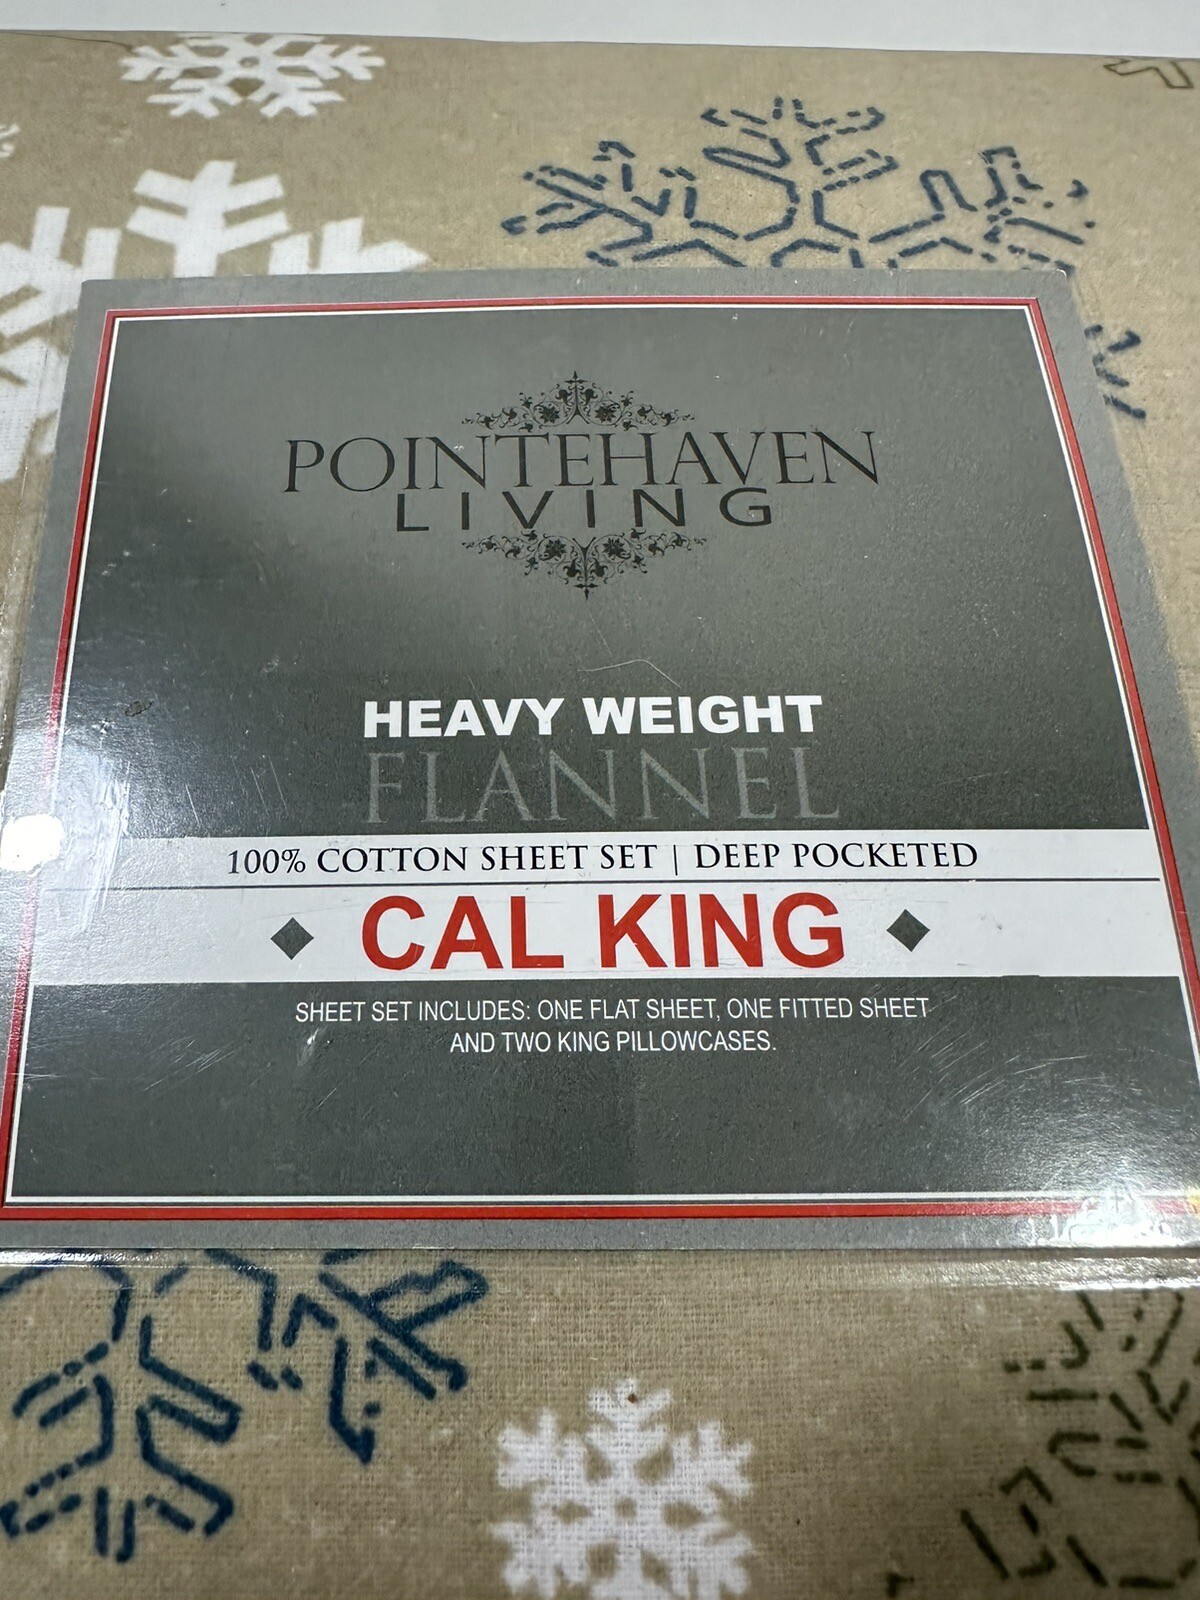 POINTEHAVEN
LIVING
HEAVY WEIGHT
FLANNEL
100% COTTON SHEET SET | DEEP POCKETED
CAL KING
SHEET SET INCLUDES: ONE FLAT SHEET, ONE FITTED SHEET
AND TWO KING PILLOWCASES.